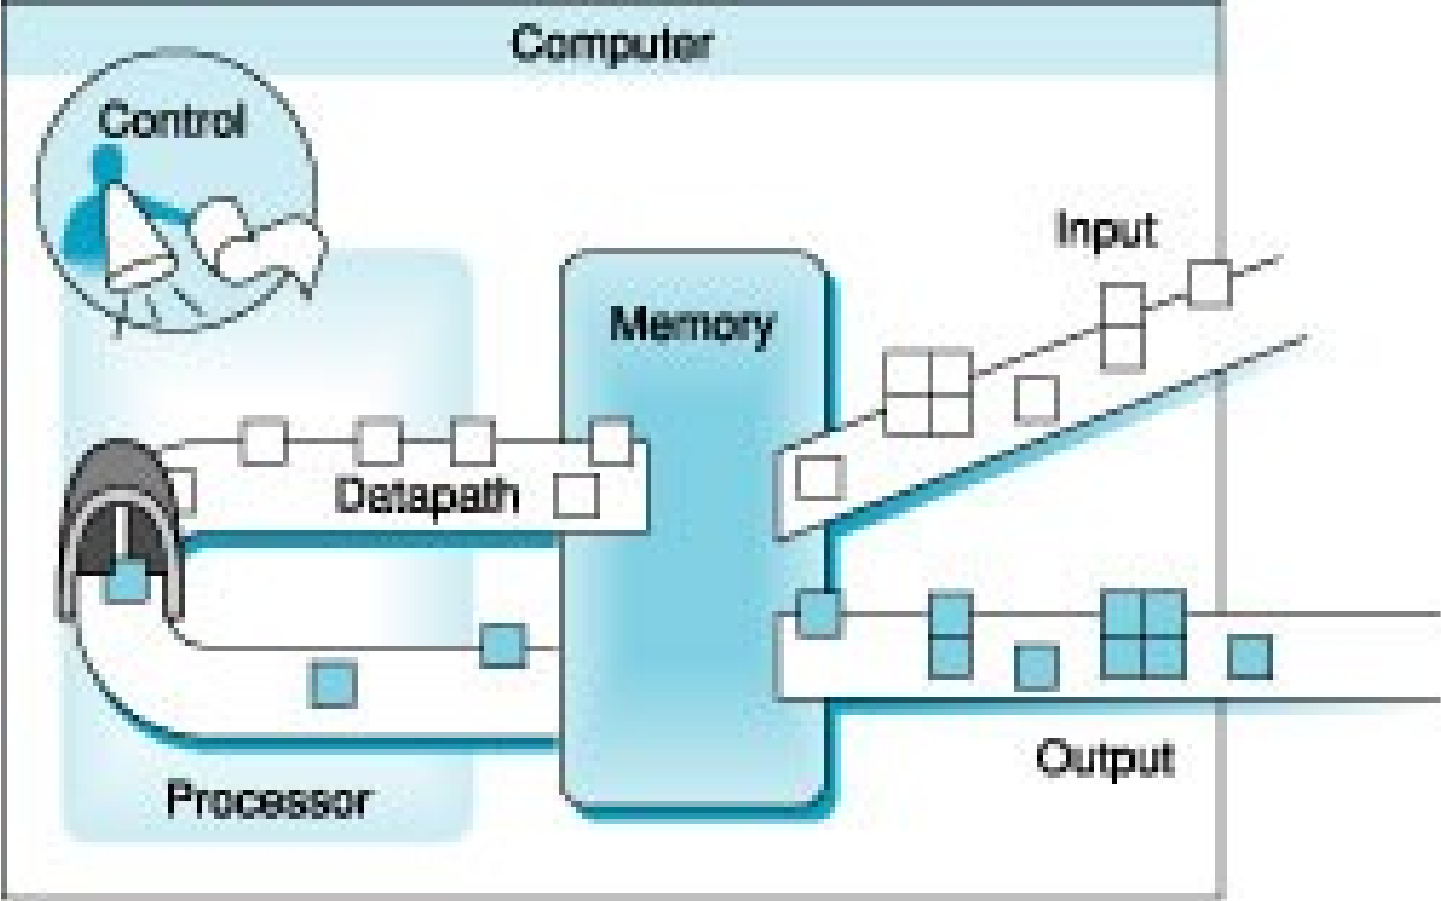 Computer
Control
Input
Memory
Datapath
Output
Processor